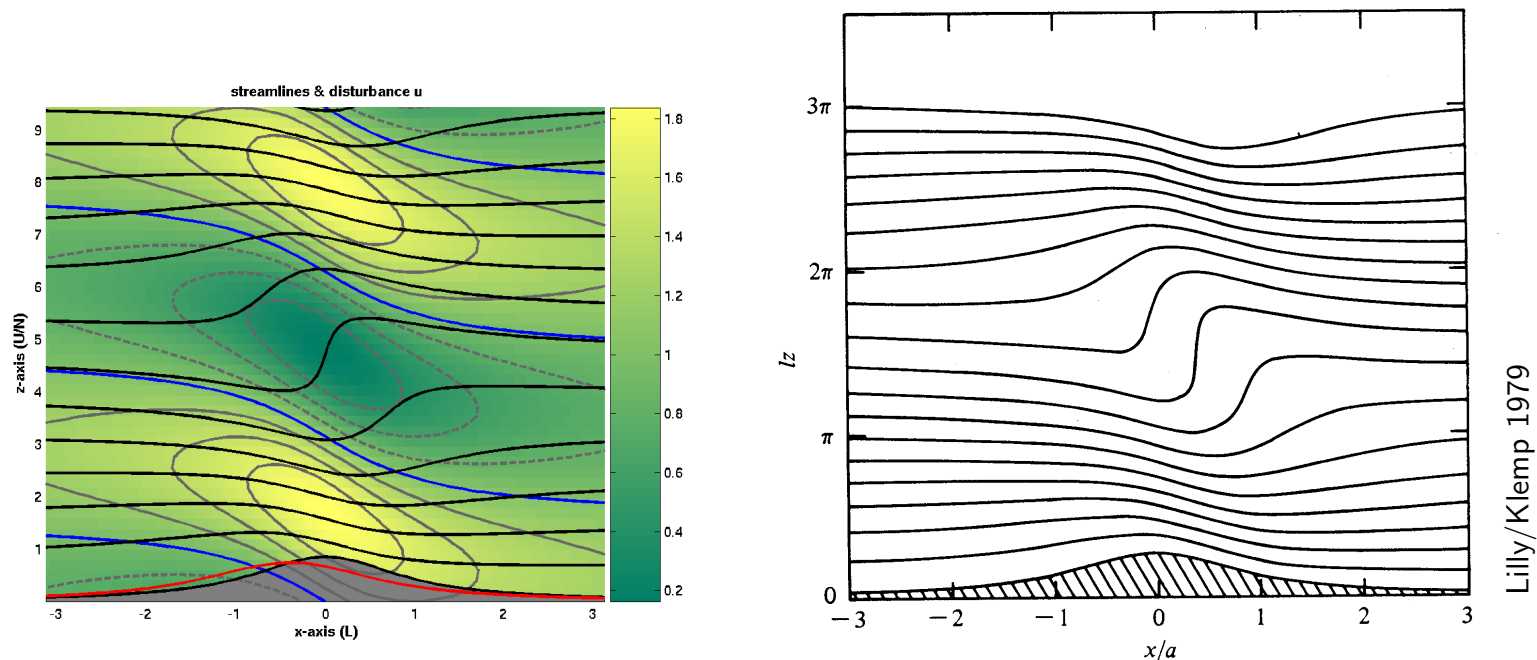 streamlines & disturbance u
z-axis (U/N)
9
8
7
6
5
4
3
2
1
-3 -2 -1 0 1 2 3
x-axis (L)
1.8
1.6
1.4
1.2
1
0.8
0.6
0.4
0.2
3π
2π
lz
π
0
−3 −2 −1 0 1 2 3
x/a
Lilly/Klemp 1979